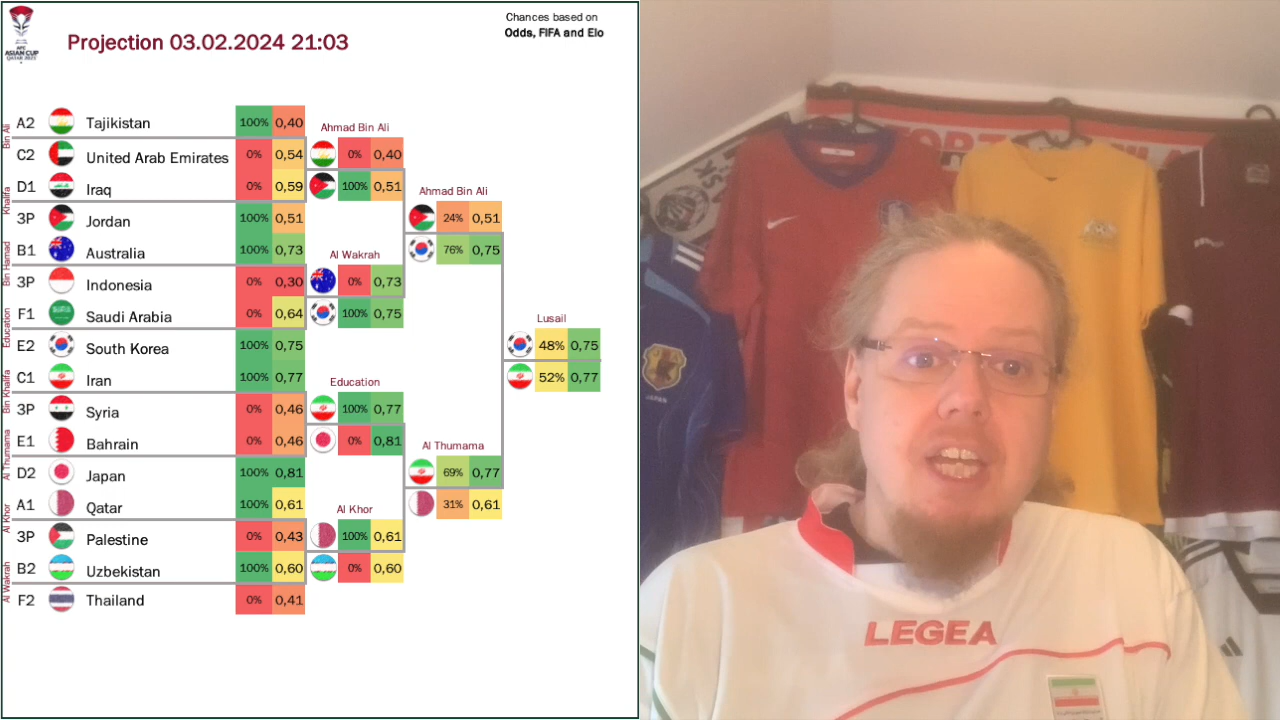 AFC
ASIAN CUP
QATAR 2023
Projection 03.02.2024 21:03
Chances based on
Odds, FIFA and Elo
Bin Ali
Khalifa
Bin Hamad
Education
Bin Khalifa
Al Thumama
Al Khor
Al Wakrah
A2 Tajikistan 100% 0,40
C2 United Arab Emirates 0% 0,54
D1 Iraq 0% 0,59
3P Jordan 100% 0,51
B1 Australia 100% 0,73
3P Indonesia 0% 0,30
F1 Saudi Arabia 0% 0,64
E2 South Korea 100% 0,75
C1 Iran 100% 0,77
3P Syria 0% 0,46
E1 Bahrain 0% 0,46
D2 Japan 100% 0,81
A1 Qatar 100% 0,61
3P Palestine 0% 0,43
B2 Uzbekistan 100% 0,60
F2 Thailand 0% 0,41
Ahmad Bin Ali
0% 0,40
100% 0,51
Al Wakrah
0% 0,73
100% 0,75
Education
100% 0,77
0% 0,81
Al Khor
100% 0,61
0% 0,60
Ahmad Bin Ali
24% 0,51
76% 0,75
Al Thumama
69% 0,77
31% 0,61
Lusail
48% 0,75
52% 0,77
JAPAN
LEGEA